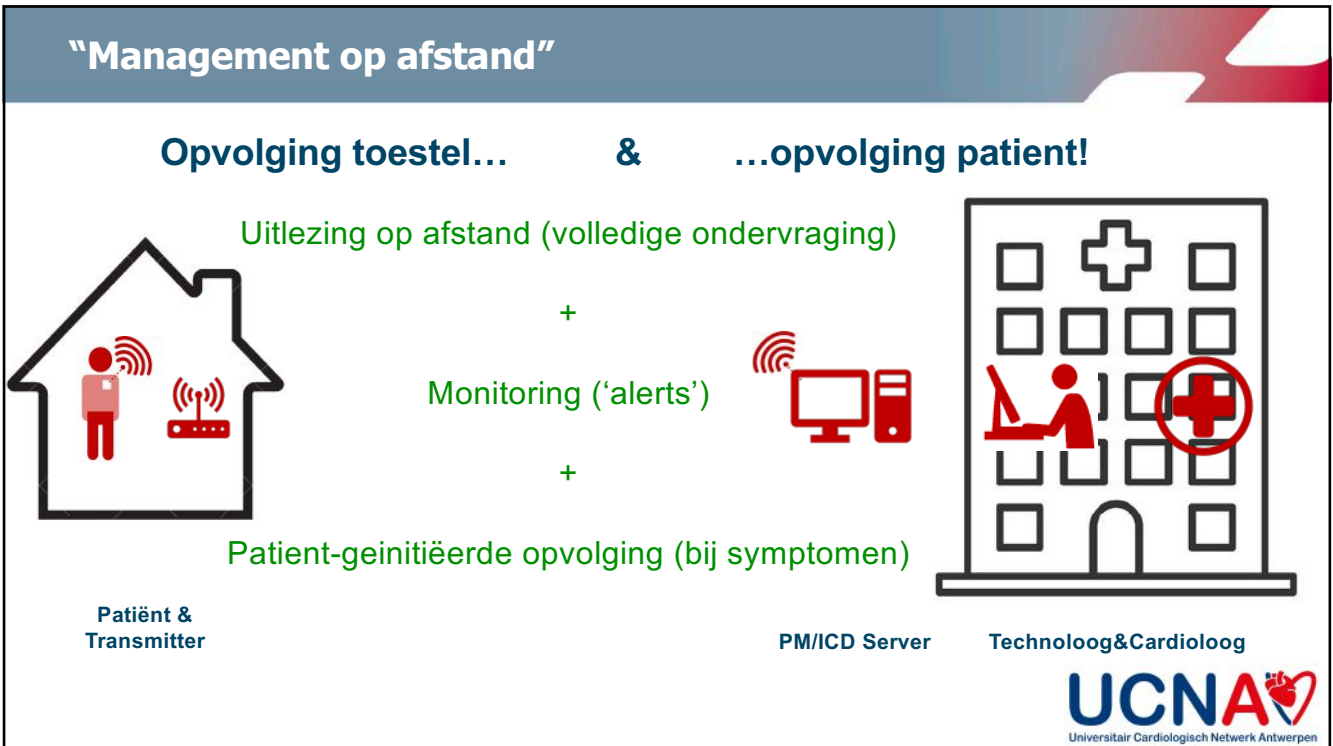 “Management op afstand”
Opvolging toestel… & …opvolging patient!
Uitlezing op afstand (volledige ondervraging)
+
Monitoring (‘alerts’)
+
Patient-geinitiëerde opvolging (bij symptomen)
Patiënt &
Transmitter
PM/ICD Server
Technoloog&Cardioloog
UCNA
Universitair Cardiologisch Netwerk Antwerpen